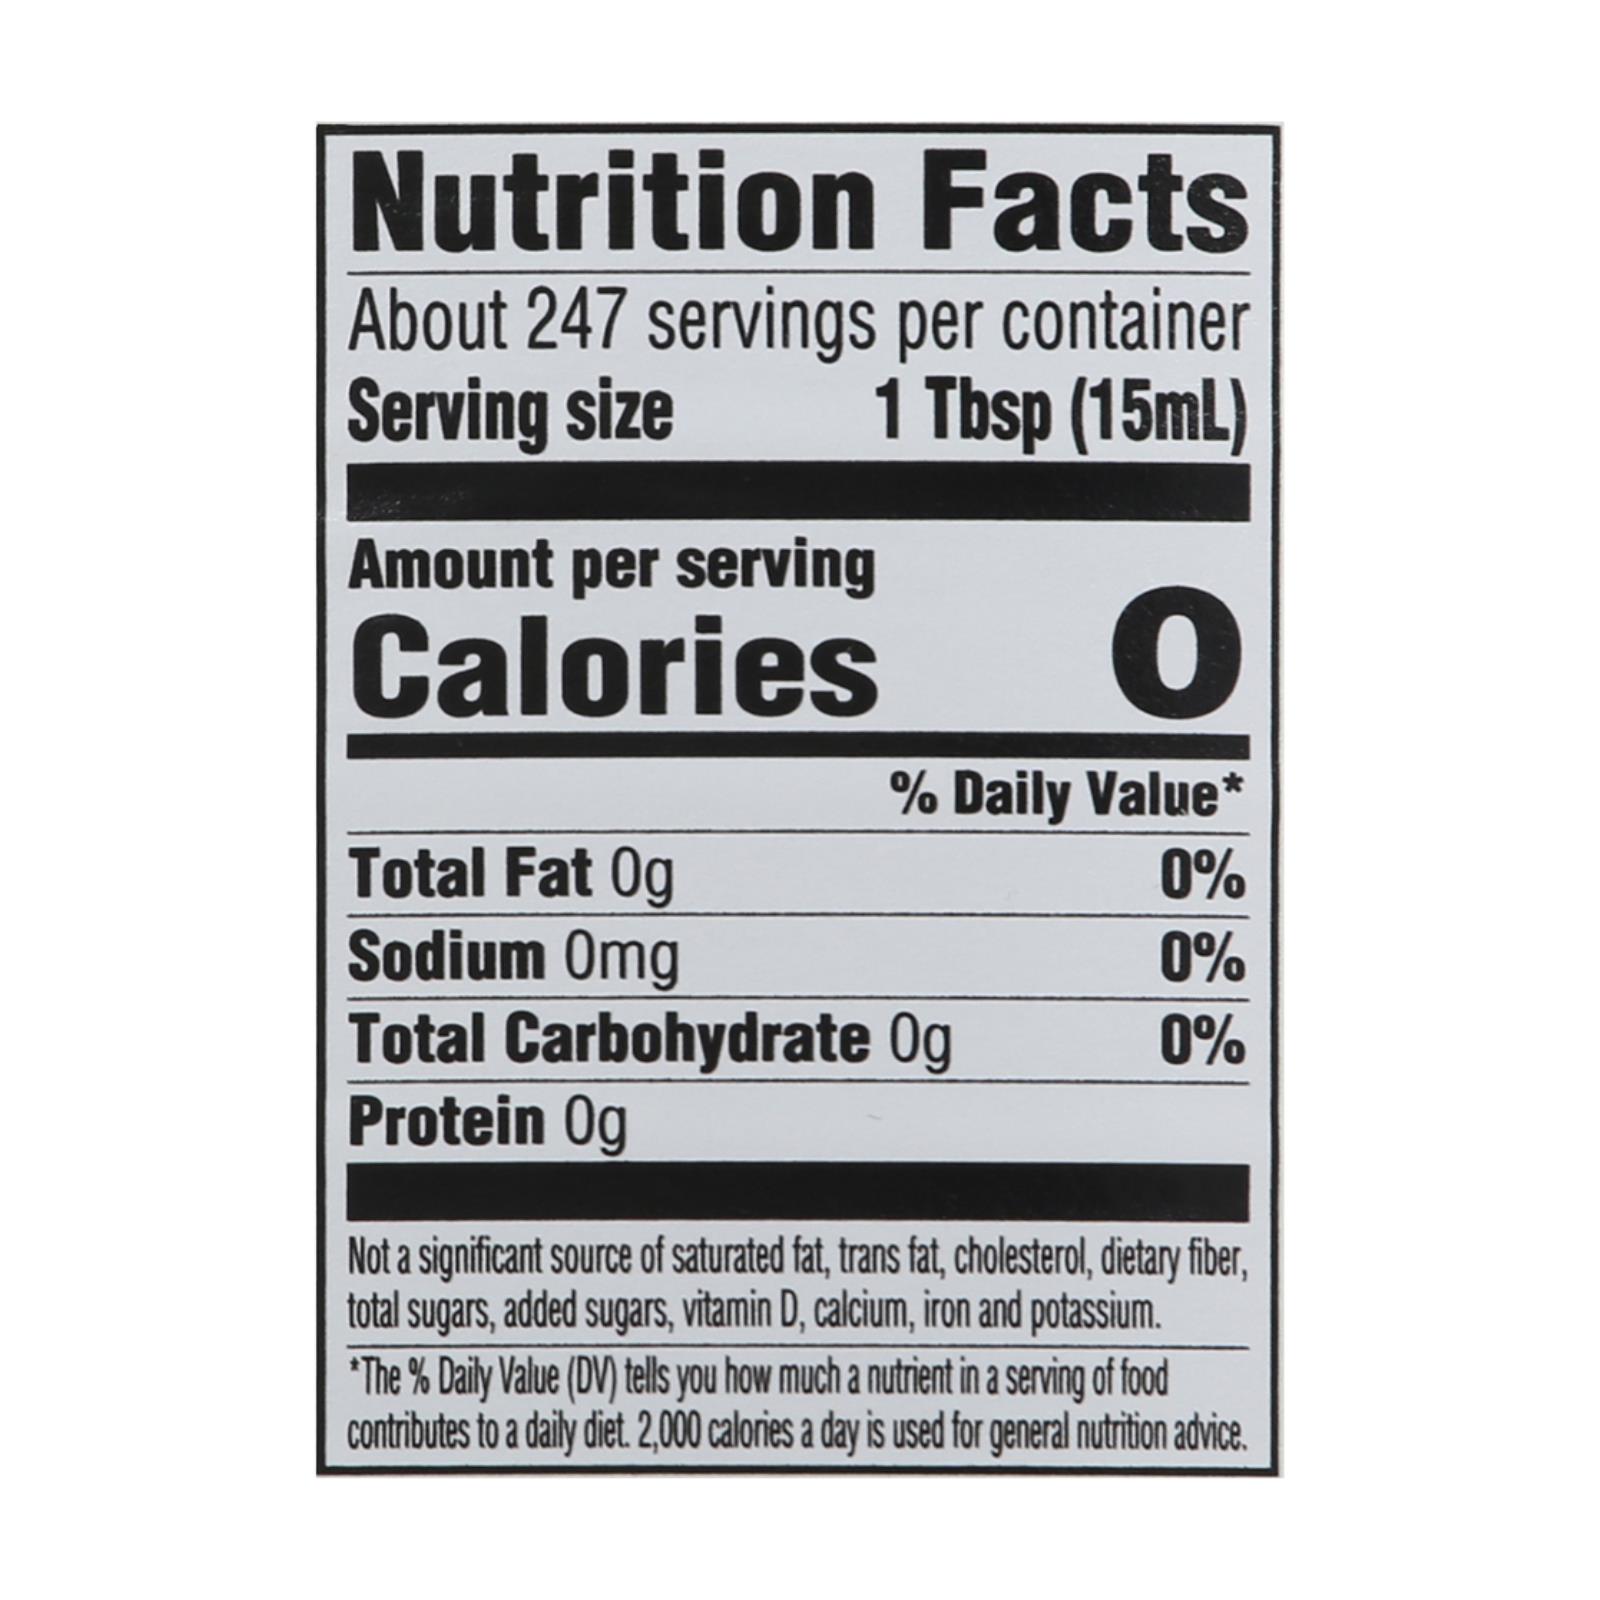 Nutrition Facts
About 247 servings per container
Serving size 1 Tbsp (15mL)
Amount per serving
Calories 0
% Daily Value*
Total Fat 0g 0%
Sodium 0mg 0%
Total Carbohydrate 0g 0%
Protein 0g
Not a significant source of saturated fat, trans fat, cholesterol, dietary fiber,
total sugars, added sugars, vitamin D, calcium, iron and potassium.
*The % Daily Value (DV) tells you how much a nutrient in a serving of food
contributes to a daily diet. 2,000 calories a day is used for general nutrition advice.